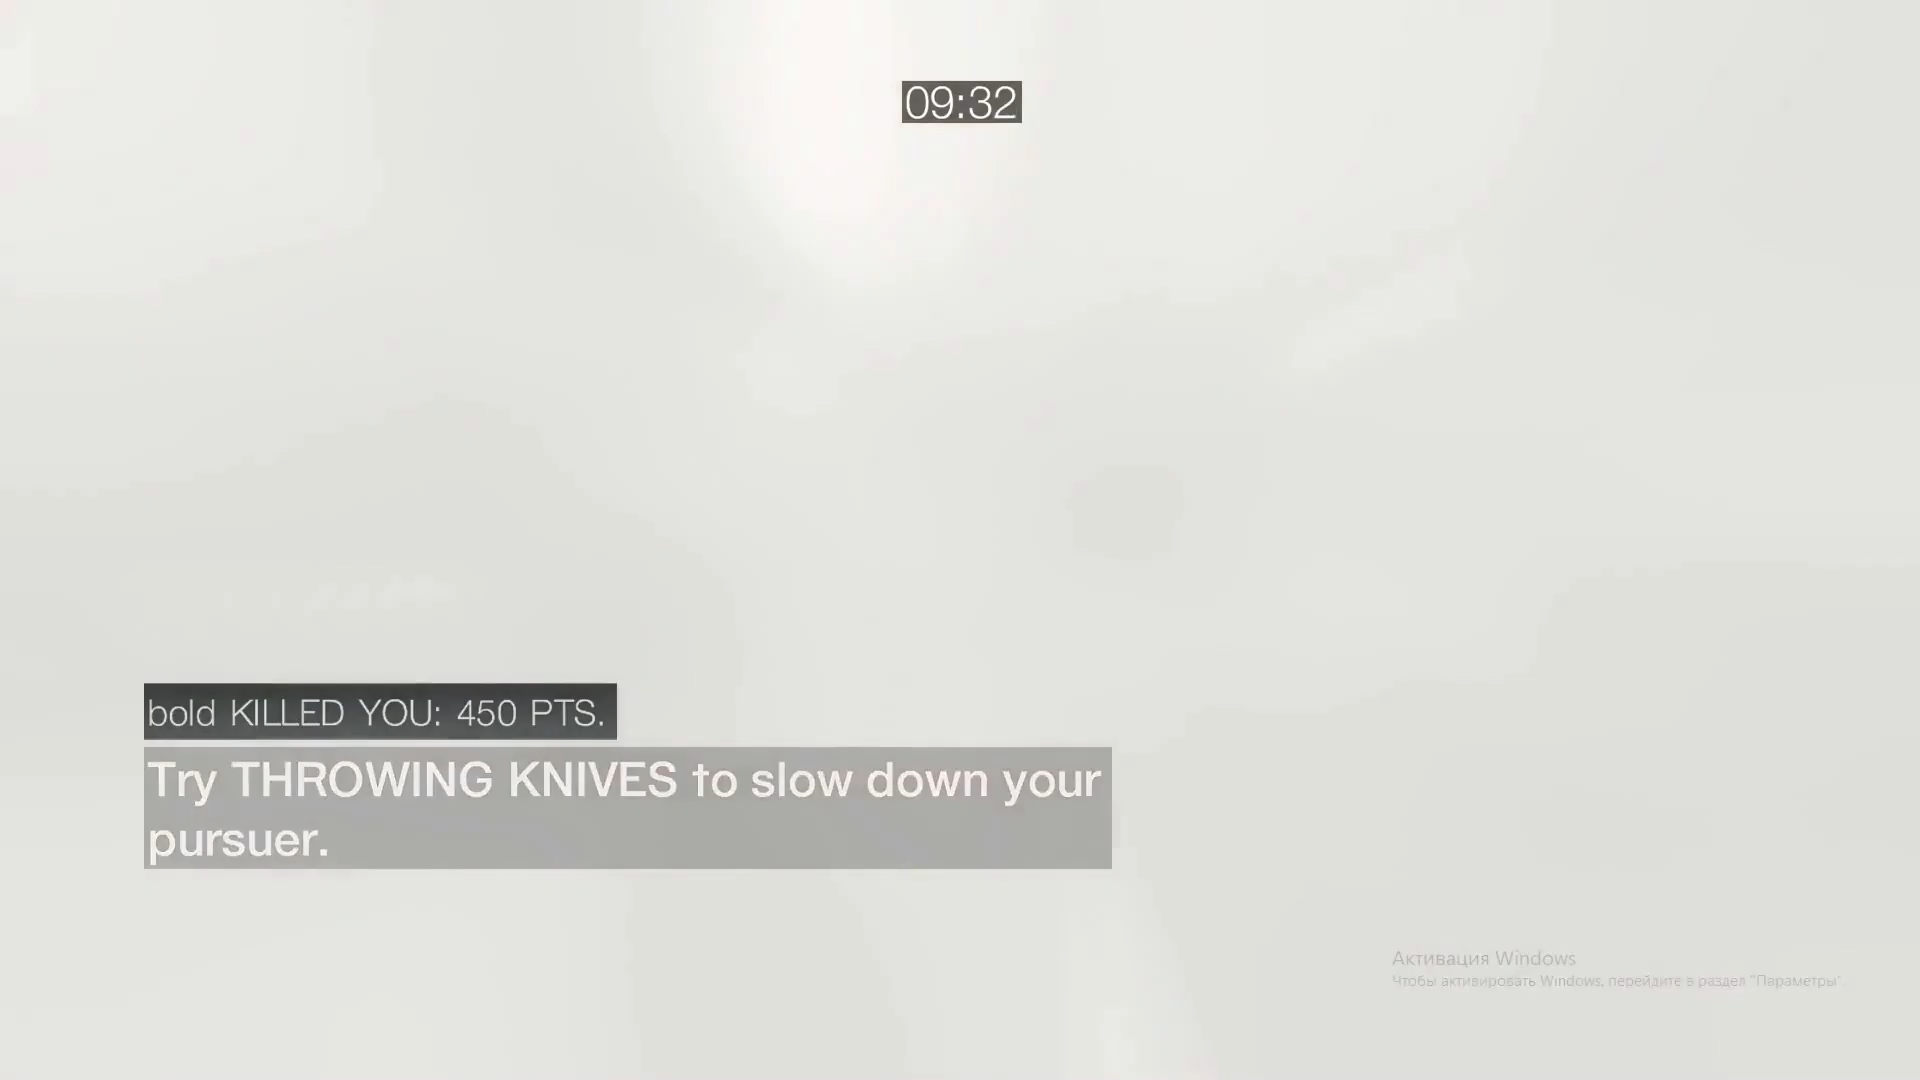 09:32
bold KILLED YOU: 450 PTS.
Try THROWING KNIVES to slow down your
pursuer.
Активация Windows
Чтобы активировать Windows, перейдите в раздел "Параметры".